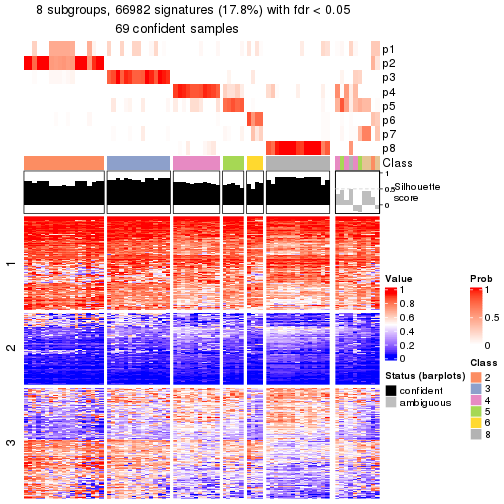 8 subgroups, 66982 signatures (17.8%) with fdr < 0.05
69 confident samples
p1
p2
p3
p4
p5
p6
p7
p8
Class
1
0.5
0
Silhouette
score
1
2
3
Value
1
0.8
0.6
0.4
0.2
0
Prob
1
0.5
0
Status (barplots)
confident
ambiguous
Class
2
3
4
5
6
8